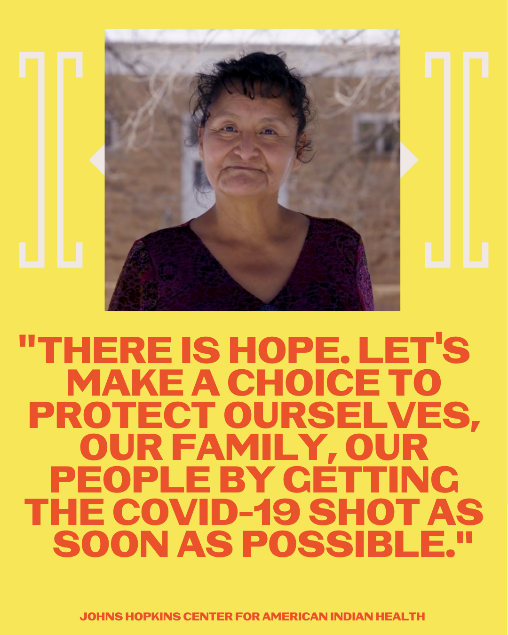 "THERE IS HOPE. LET'S
MAKE A CHOICE TO
PROTECT OURSELVES,
OUR FAMILY, OUR
PEOPLE BY GETTING
THE COVID-19 SHOT AS
SOON AS POSSIBLE."
JOHNS HOPKINS CENTER FOR AMERICAN INDIAN HEALTH